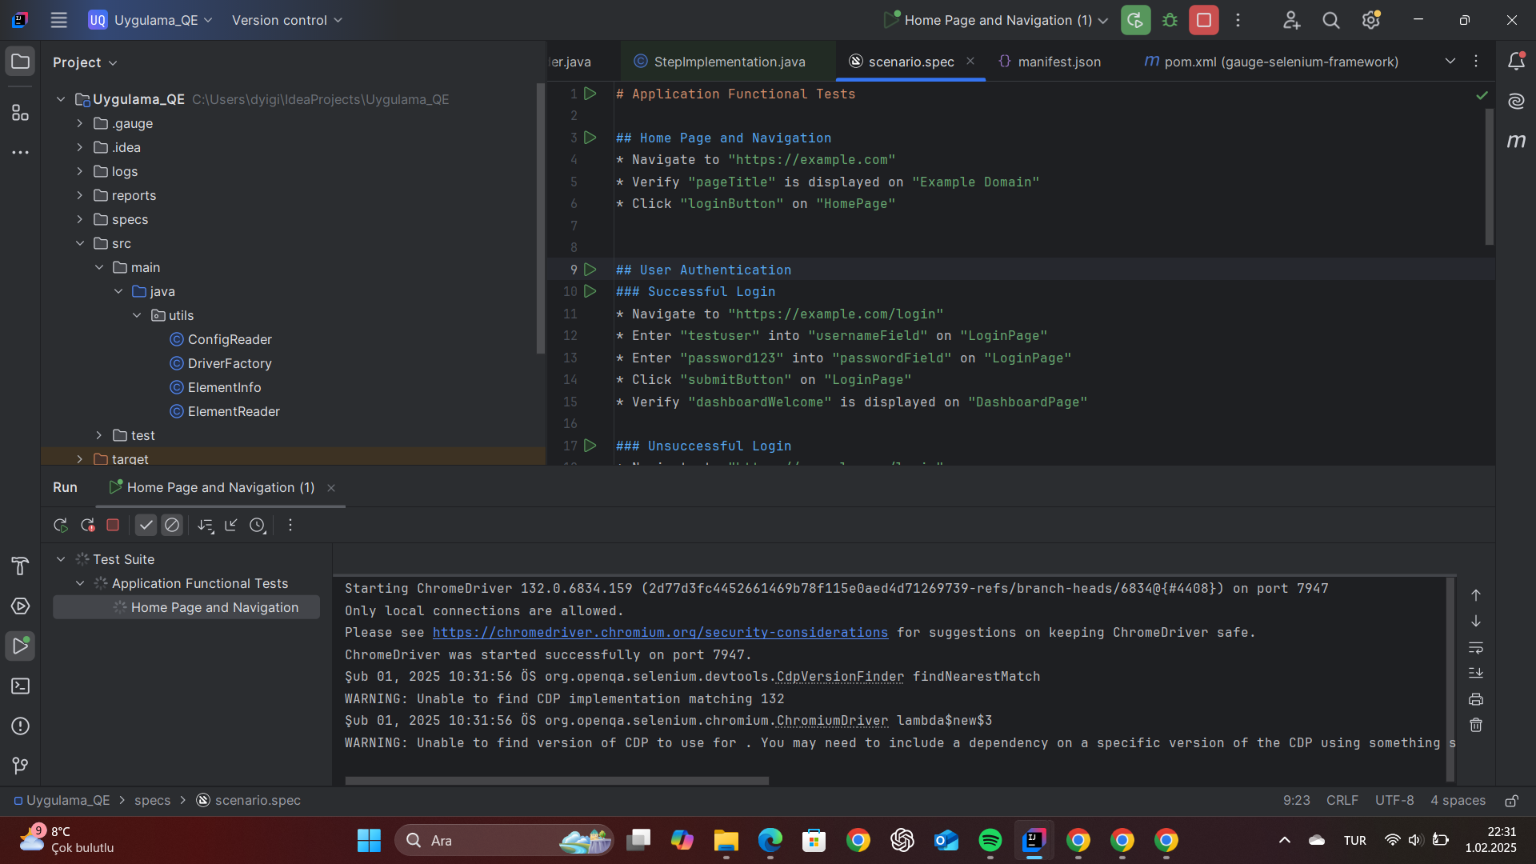 UQ Uygulama_QE Version control Home Page and Navigation (1)
Project
er.java StepImplementation.java scenario.spec manifest.json pom.xml (gauge-selenium-framework)
Uygulama_QE C:\Users\dyigi\IdeaProjects\Uygulama_QE
.gauge
.idea
logs
reports
specs
src
main
java
utils
ConfigReader
DriverFactory
ElementInfo
ElementReader
test
target
1 # Application Functional Tests
2
3 ## Home Page and Navigation
4 * Navigate to "https://example.com"
5 * Verify "pageTitle" is displayed on "Example Domain"
6 * Click "loginButton" on "HomePage"
7
8
9 ## User Authentication
10 ### Successful Login
11 * Navigate to "https://example.com/login"
12 * Enter "testuser" into "usernameField" on "LoginPage"
13 * Enter "password123" into "passwordField" on "LoginPage"
14 * Click "submitButton" on "LoginPage"
15 * Verify "dashboardWelcome" is displayed on "DashboardPage"
16
17 ### Unsuccessful Login
Run Home Page and Navigation (1)
Test Suite
Application Functional Tests
Home Page and Navigation
Starting ChromeDriver 132.0.6834.159 (2d77d3fc4452661469b78f115e0aed4d71269739-refs/branch-heads/6834@{#4408}) on port 7947
Only local connections are allowed.
Please see https://chromedriver.chromium.org/security-considerations for suggestions on keeping ChromeDriver safe.
ChromeDriver was started successfully on port 7947.
Şub 01, 2025 10:31:56 ÖS org.openqa.selenium.devtools.CdpVersionFinder findNearestMatch
WARNING: Unable to find CDP implementation matching 132
Şub 01, 2025 10:31:56 ÖS org.openqa.selenium.chromium.ChromiumDriver lambda$new$3
WARNING: Unable to find version of CDP to use for . You may need to include a dependency on a specific version of the CDP using something s
Uygulama_QE > specs > scenario.spec 9:23 CRLF UTF-8 4 spaces
9 8°C
Çok bulutlu
Ara
TUR
22:31
1.02.2025